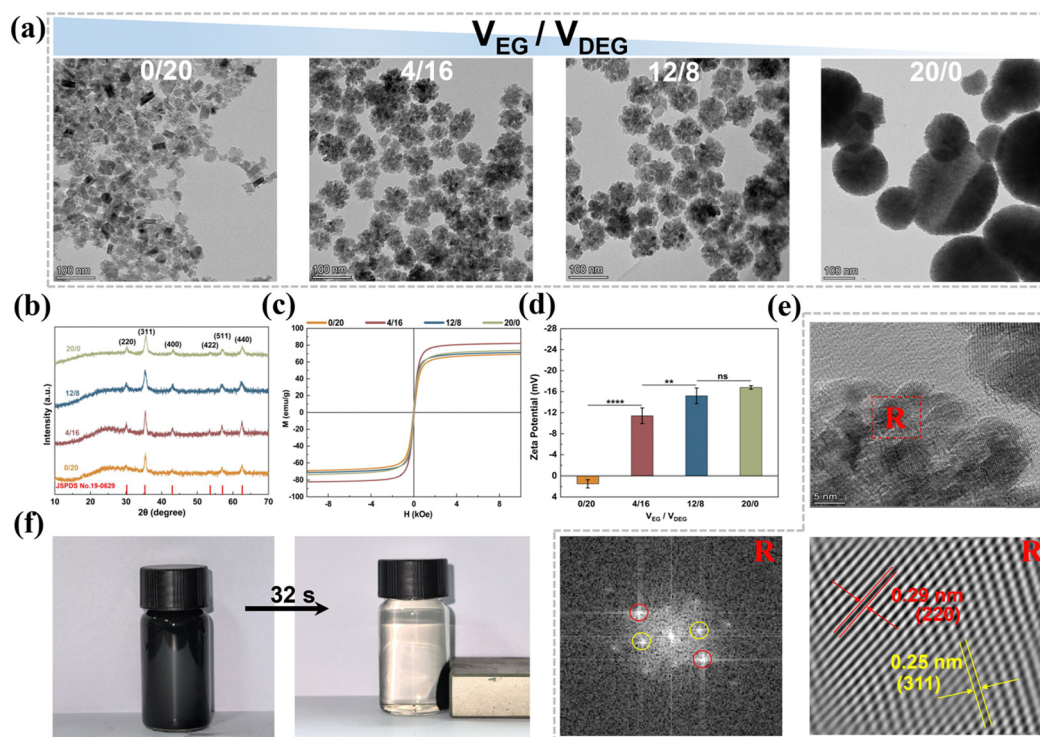 (a)
V_EG / V_DEG
0/20
4/16
12/8
20/0
100 nm
100 nm
100 nm
100 nm
(b)
(220)
(311)
(400)
(422)
(511)
(440)
20/0
12/8
4/16
0/20
JSPDS No.19-0629
10 20 30 40 50 60 70
2θ (degree)
Intensity (a.u.)
(c)
0/20 4/16 12/8 20/0
100
80
60
40
20
0
-20
-40
-60
-80
-100
-8 -4 0 4 8
H (kOe)
M (emu/g)
(d)
-28
-24
-20
-16
-12
-8
-4
0
4
Zeta Potential (mV)
****
**
ns
0/20 4/16 12/8 20/0
V_EG / V_DEG
(e)
R
5 nm
(f)
32 s
R
R
0.29 nm
(220)
0.25 nm
(311)